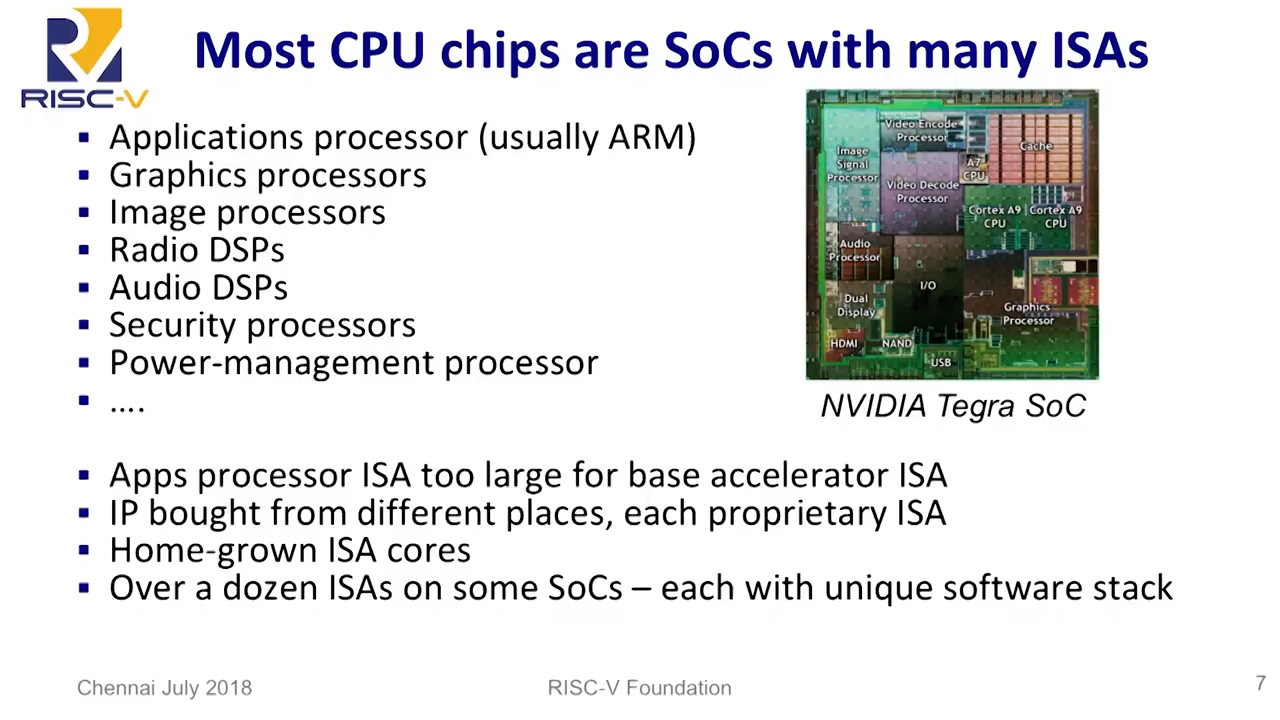 RISC-V
Most CPU chips are SoCs with many ISAs
▪ Applications processor (usually ARM)
▪ Graphics processors
▪ Image processors
▪ Radio DSPs
▪ Audio DSPs
▪ Security processors
▪ Power-management processor
▪ ….
Video Encode
Processor
Image
Signal
Processor
Video Decode
Processor
A7
CPU
Cache
Cortex A9
CPU
Cortex A9
CPU
Audio
Processor
I/O
Dual
Display
Graphics
Processor
HDMI
NAND
USB
NVIDIA Tegra SoC
▪ Apps processor ISA too large for base accelerator ISA
▪ IP bought from different places, each proprietary ISA
▪ Home-grown ISA cores
▪ Over a dozen ISAs on some SoCs – each with unique software stack
Chennai July 2018
RISC-V Foundation
7